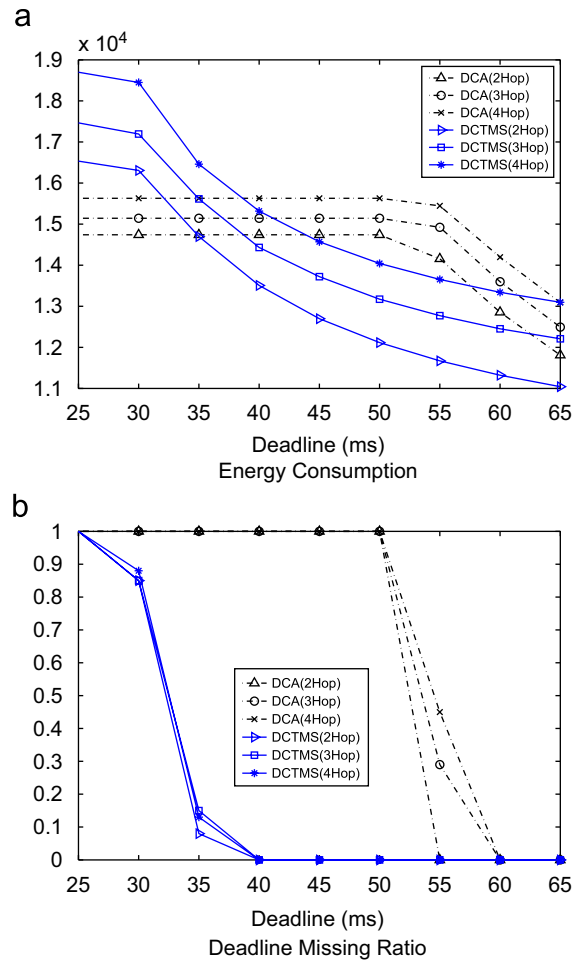 a
x 10⁴
1.9
1.8
1.7
1.6
1.5
1.4
1.3
1.2
1.1
DCA(2Hop)
DCA(3Hop)
DCA(4Hop)
DCTMS(2Hop)
DCTMS(3Hop)
DCTMS(4Hop)
25 30 35 40 45 50 55 60 65
Deadline (ms)
Energy Consumption
b
1
0.9
0.8
0.7
0.6
0.5
0.4
0.3
0.2
0.1
0
DCA(2Hop)
DCA(3Hop)
DCA(4Hop)
DCTMS(2Hop)
DCTMS(3Hop)
DCTMS(4Hop)
25 30 35 40 45 50 55 60 65
Deadline (ms)
Deadline Missing Ratio